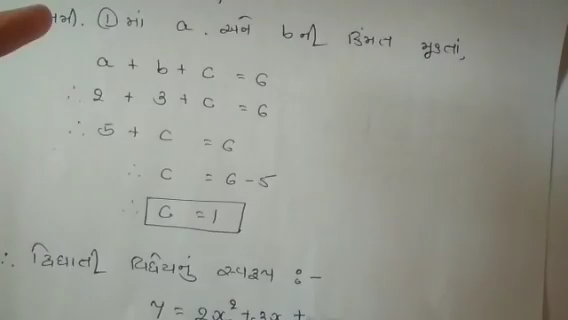 સમી. ① માં a અને b ની કિંમત મૂકતાં,
a + b + c = 6
∴ 2 + 3 + c = 6
∴ 5 + c = 6
∴ c = 6 - 5
∴ c = 1
∴ દ્વિઘાતી વિધેયનું સ્વરૂપ :-
y = 2x² + 3x +